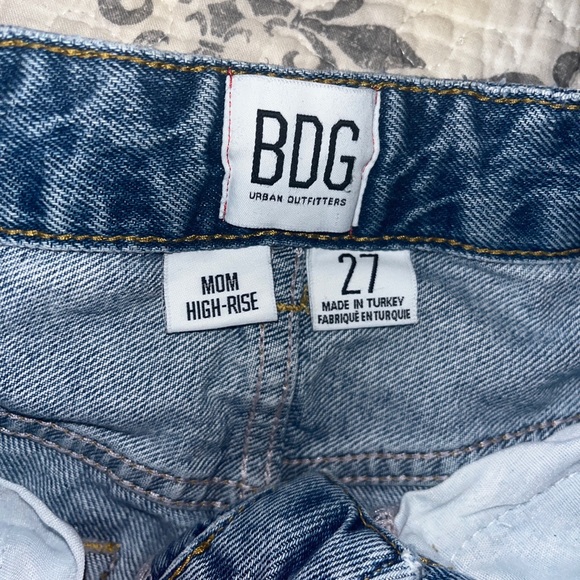 BDG
URBAN OUTFITTERS
MOM
HIGH-RISE
27
MADE IN TURKEY
FABRIQUÉ EN TURQUIE